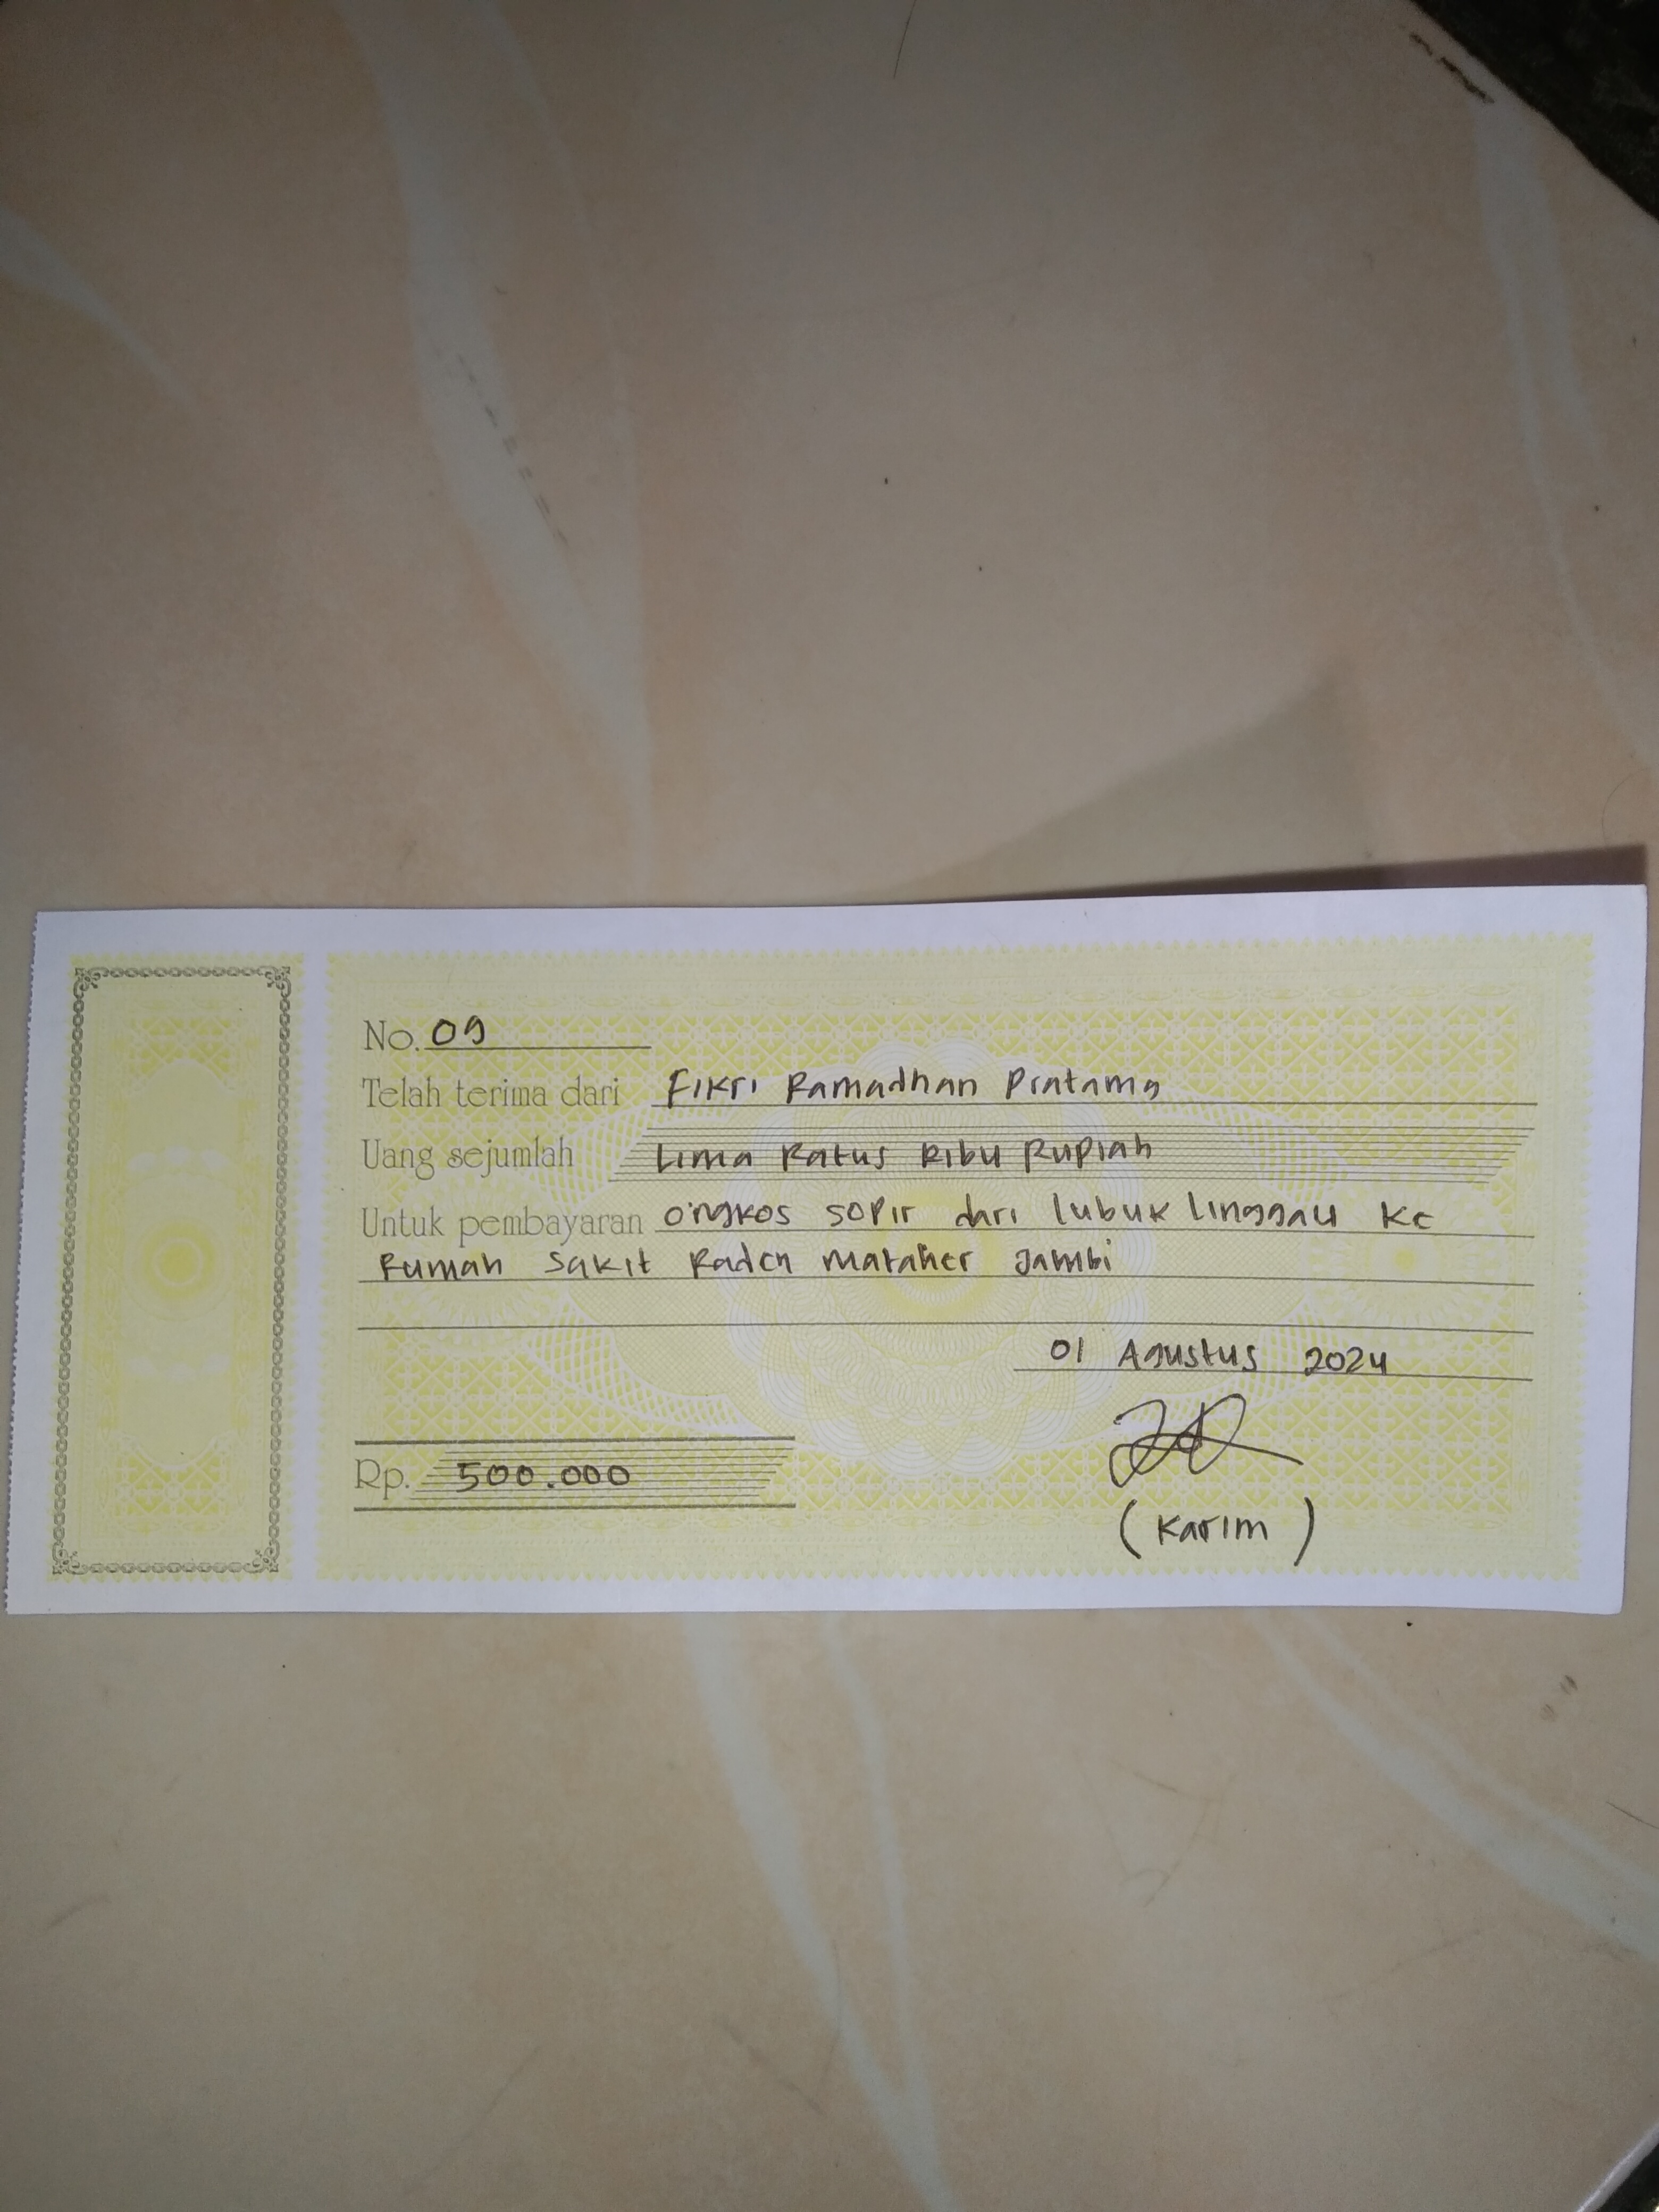 No. 09
Telah terima dari Fikri Ramadhan Pratama
Uang sejumlah Lima Ratus Ribu Rupiah
Untuk pembayaran ongkos sopir dari lubuk linggau ke
Rumah Sakit Raden Mataher Jambi
01 Agustus 2024
Rp. 500.000
(Karim)